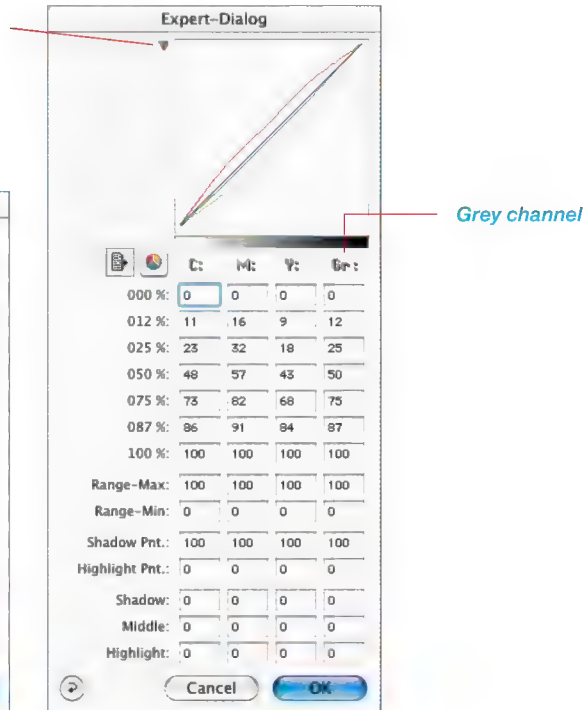 Expert-Dialog
Grey channel
C: M: Y: Gr:
000 %: 0 0 0 0
012 %: 11 16 9 12
025 %: 23 32 18 25
050 %: 48 57 43 50
075 %: 73 82 68 75
087 %: 86 91 84 87
100 %: 100 100 100 100
Range-Max: 100 100 100 100
Range-Min: 0 0 0 0
Shadow Pnt.: 100 100 100 100
Highlight Pnt.: 0 0 0 0
Shadow: 0 0 0 0
Middle: 0 0 0 0
Highlight: 0 0 0 0
Cancel OK